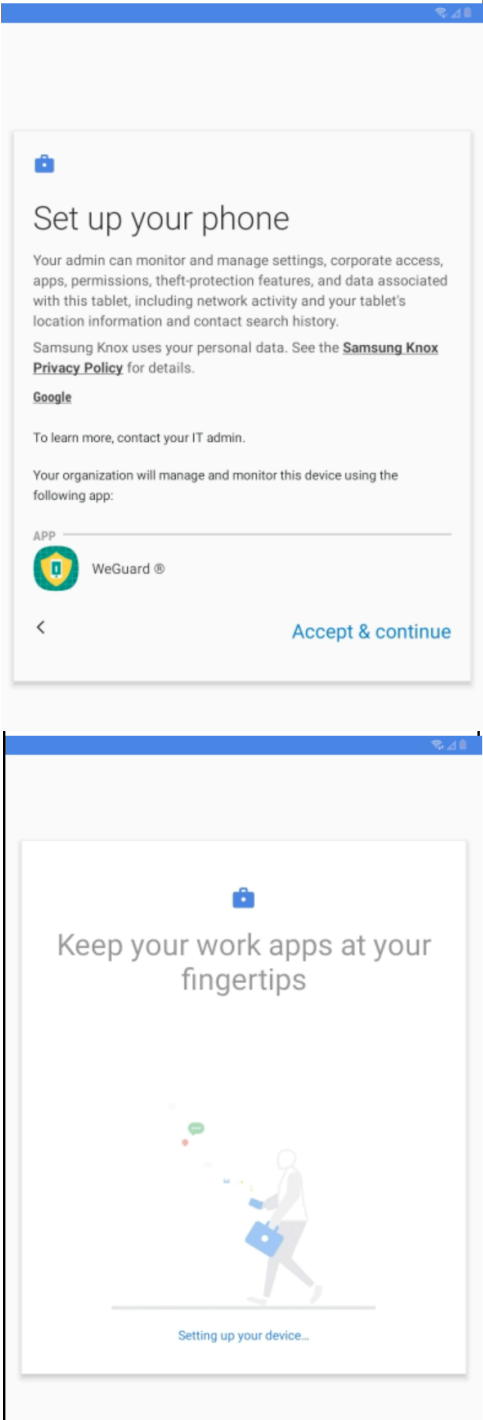 Set up your phone
Your admin can monitor and manage settings, corporate access,
apps, permissions, theft-protection features, and data associated
with this tablet, including network activity and your tablet's
location information and contact search history.
Samsung Knox uses your personal data. See the Samsung Knox
Privacy Policy for details.
Google
To learn more, contact your IT admin.
Your organization will manage and monitor this device using the
following app:
APP
WeGuard ®
Accept & continue
Keep your work apps at your
fingertips
Setting up your device...